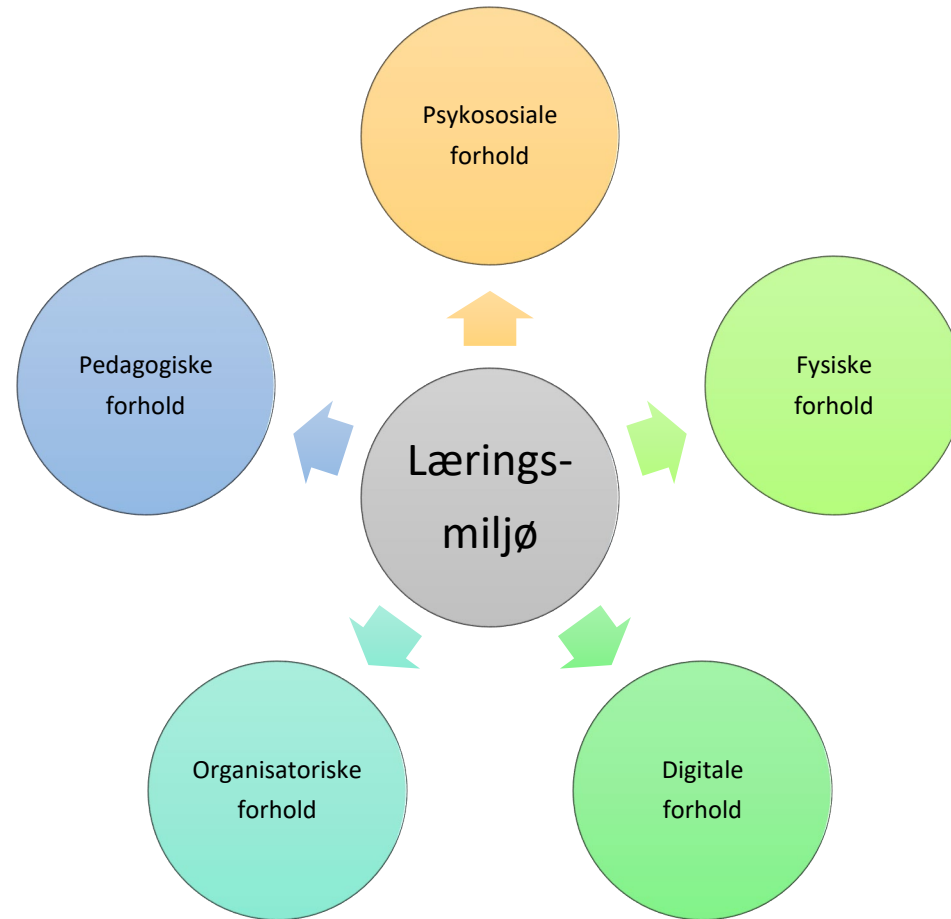 Psykososiale
forhold
Pedagogiske
forhold
Fysiske
forhold
Lærings-
miljø
Organisatoriske
forhold
Digitale
forhold